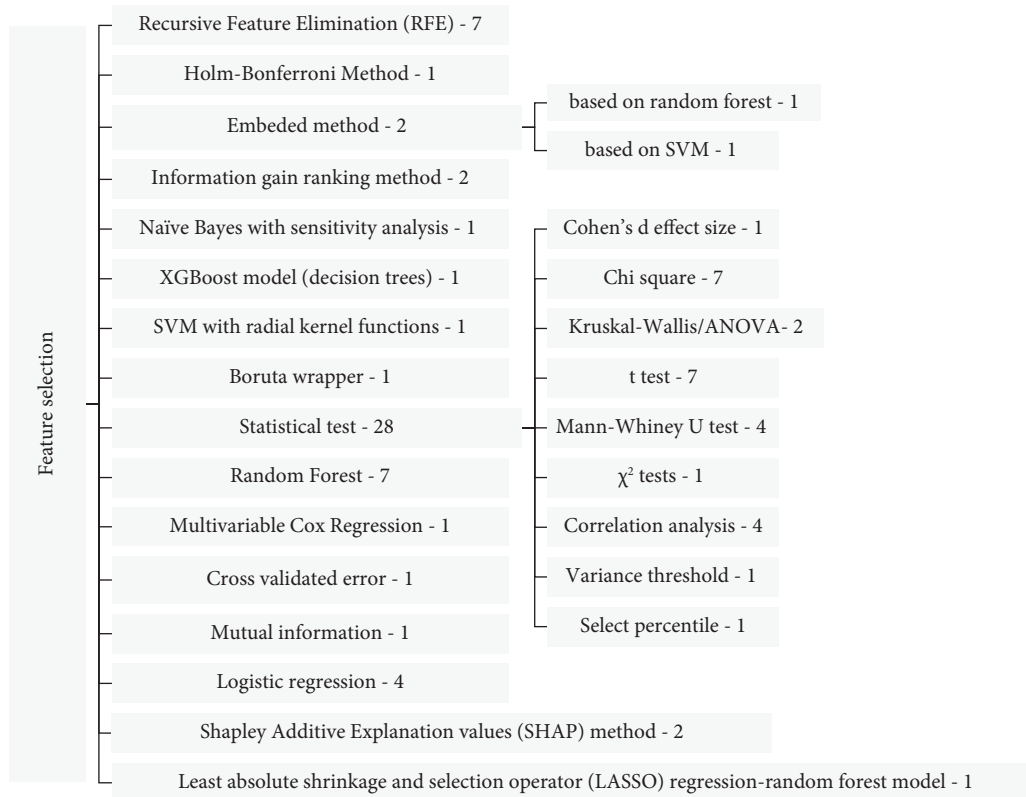 Feature selection
Recursive Feature Elimination (RFE) - 7
Holm-Bonferroni Method - 1
Embeded method - 2
based on random forest - 1
based on SVM - 1
Information gain ranking method - 2
Naïve Bayes with sensitivity analysis - 1
XGBoost model (decision trees) - 1
SVM with radial kernel functions - 1
Boruta wrapper - 1
Statistical test - 28
Cohen's d effect size - 1
Chi square - 7
Kruskal-Wallis/ANOVA- 2
t test - 7
Mann-Whiney U test - 4
χ² tests - 1
Correlation analysis - 4
Variance threshold - 1
Select percentile - 1
Random Forest - 7
Multivariable Cox Regression - 1
Cross validated error - 1
Mutual information - 1
Logistic regression - 4
Shapley Additive Explanation values (SHAP) method - 2
Least absolute shrinkage and selection operator (LASSO) regression-random forest model - 1